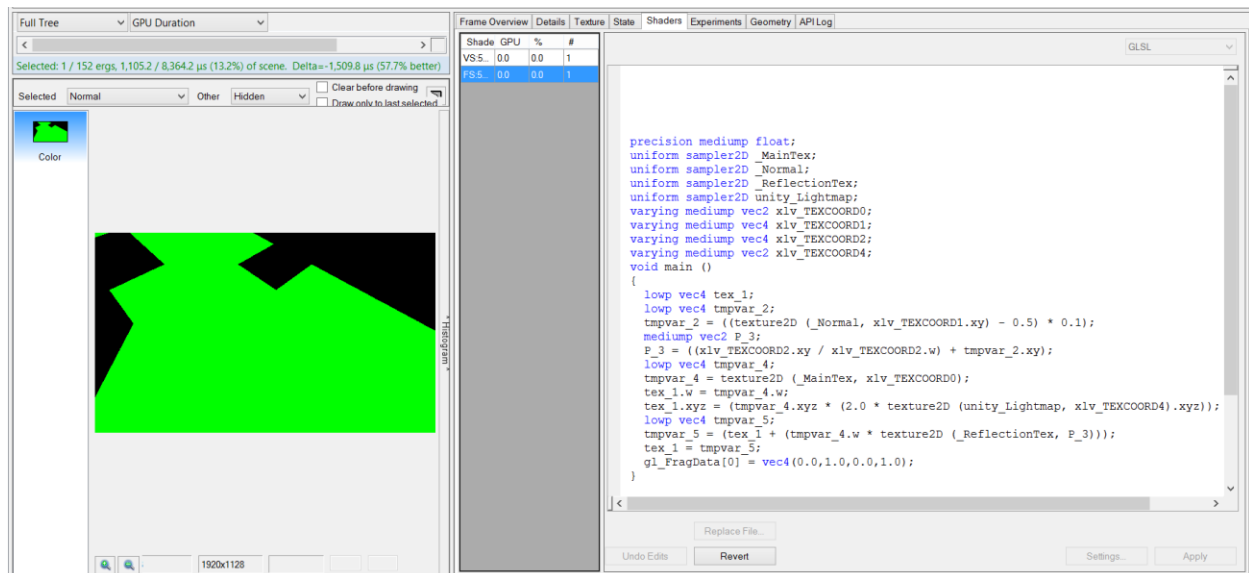 Full Tree
GPU Duration
Selected: 1 / 152 ergs, 1,105.2 / 8,364.2 µs (13.2%) of scene. Delta=-1,509.8 µs (57.7% better)
Selected Normal Other Hidden
Clear before drawing
Draw only to last selected
Color
* Histogram *
1920x1128
Frame Overview Details Texture State Shaders Experiments Geometry API Log
Shade GPU % #
VS:5... 0.0 0.0 1
FS:5... 0.0 0.0 1
GLSL
precision mediump float;
uniform sampler2D _MainTex;
uniform sampler2D _Normal;
uniform sampler2D _ReflectionTex;
uniform sampler2D unity_Lightmap;
varying mediump vec2 xlv_TEXCOORD0;
varying mediump vec4 xlv_TEXCOORD1;
varying mediump vec4 xlv_TEXCOORD2;
varying mediump vec2 xlv_TEXCOORD4;
void main ()
{
lowp vec4 tex_1;
lowp vec4 tmpvar_2;
tmpvar_2 = ((texture2D (_Normal, xlv_TEXCOORD1.xy) - 0.5) * 0.1);
mediump vec2 P_3;
P_3 = ((xlv_TEXCOORD2.xy / xlv_TEXCOORD2.w) + tmpvar_2.xy);
lowp vec4 tmpvar_4;
tmpvar_4 = texture2D (_MainTex, xlv_TEXCOORD0);
tex_1.w = tmpvar_4.w;
tex_1.xyz = (tmpvar_4.xyz * (2.0 * texture2D (unity_Lightmap, xlv_TEXCOORD4).xyz));
lowp vec4 tmpvar_5;
tmpvar_5 = (tex_1 + (tmpvar_4.w * texture2D (_ReflectionTex, P_3)));
tex_1 = tmpvar_5;
gl_FragData[0] = vec4(0.0,1.0,0.0,1.0);
}
Replace File...
Undo Edits
Revert
Settings...
Apply